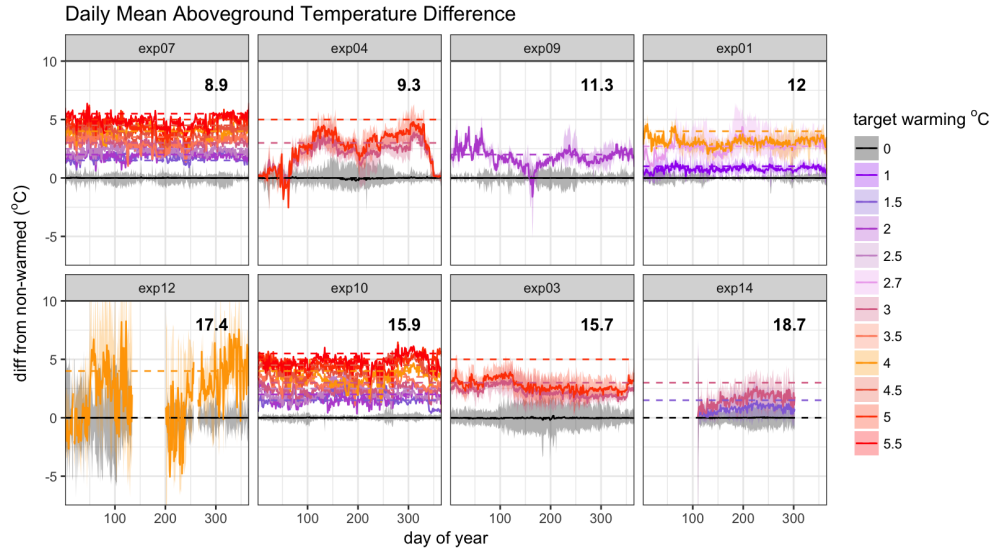 Daily Mean Aboveground Temperature Difference
exp07 exp04 exp09 exp01
8.9 9.3 11.3 12
10
5
0
-5
exp12 exp10 exp03 exp14
17.4 15.9 15.7 18.7
10
5
0
-5
100 200 300 100 200 300 100 200 300 100 200 300
day of year
diff from non-warmed (°C)
target warming °C
0
1
1.5
2
2.5
2.7
3
3.5
4
4.5
5
5.5